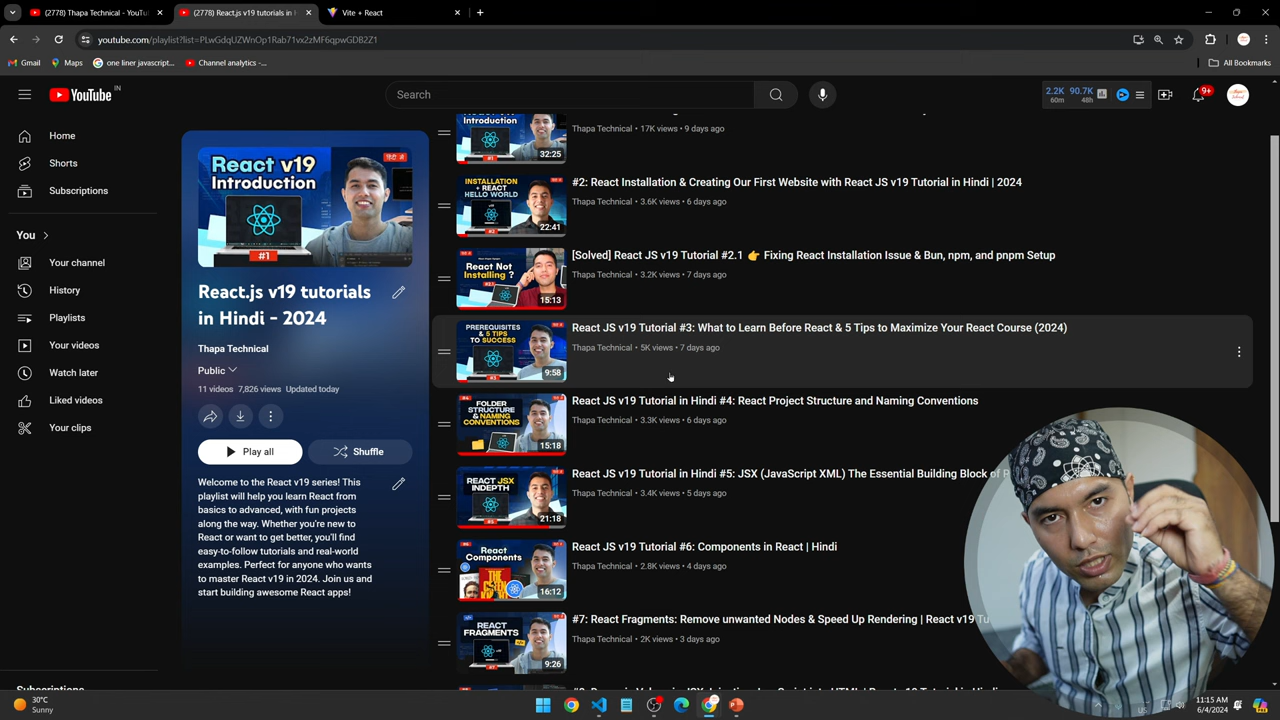 (2778) Thapa Technical - YouTu
(2778) React.js v19 tutorials in
Vite + React
youtube.com/playlist?list=PLwGdqUZWnOp1Rab71vx2zMF6qpwGDB2Z1
Gmail
Maps
one liner javascript...
Channel analytics -...
All Bookmarks
YouTube IN
Search
2.2K 90.7K
60m 48h
9+
Home
Shorts
Subscriptions
You
Your channel
History
Playlists
Your videos
Watch later
Liked videos
Your clips
React v19
Introduction
#1
React.js v19 tutorials
in Hindi - 2024
Thapa Technical
Public
11 videos 7,826 views Updated today
Play all
Shuffle
Welcome to the React v19 series! This
playlist will help you learn React from
basics to advanced, with fun projects
along the way. Whether you're new to
React or want to get better, you'll find
easy-to-follow tutorials and real-world
examples. Perfect for anyone who wants
to master React v19 in 2024. Join us and
start building awesome React apps!
Introduction
#1
32:25
Thapa Technical • 17K views • 9 days ago
INSTALLATION
+ REACT
HELLO WORLD
22:41
#2: React Installation & Creating Our First Website with React JS v19 Tutorial in Hindi | 2024
Thapa Technical • 3.6K views • 6 days ago
React Not
Installing ?
15:13
[Solved] React JS v19 Tutorial #2.1 👉 Fixing React Installation Issue & Bun, npm, and pnpm Setup
Thapa Technical • 3.2K views • 7 days ago
PREREQUISITES
& 5 TIPS TO
SUCCESS
9:58
React JS v19 Tutorial #3: What to Learn Before React & 5 Tips to Maximize Your React Course (2024)
Thapa Technical • 5K views • 7 days ago
FOLDER
STRUCTURE
& NAMING
CONVENTIONS
15:18
React JS v19 Tutorial in Hindi #4: React Project Structure and Naming Conventions
Thapa Technical • 3.3K views • 6 days ago
REACT JSX
INDEPTH
21:18
React JS v19 Tutorial in Hindi #5: JSX (JavaScript XML) The Essential Building Block of
Thapa Technical • 3.4K views • 5 days ago
React
Components
16:12
React JS v19 Tutorial #6: Components in React | Hindi
Thapa Technical • 2.8K views • 4 days ago
REACT
FRAGMENTS
9:26
#7: React Fragments: Remove unwanted Nodes & Speed Up Rendering | React v19 Tu
Thapa Technical • 2K views • 3 days ago
30°C
Sunny
US
11:15 AM
6/4/2024